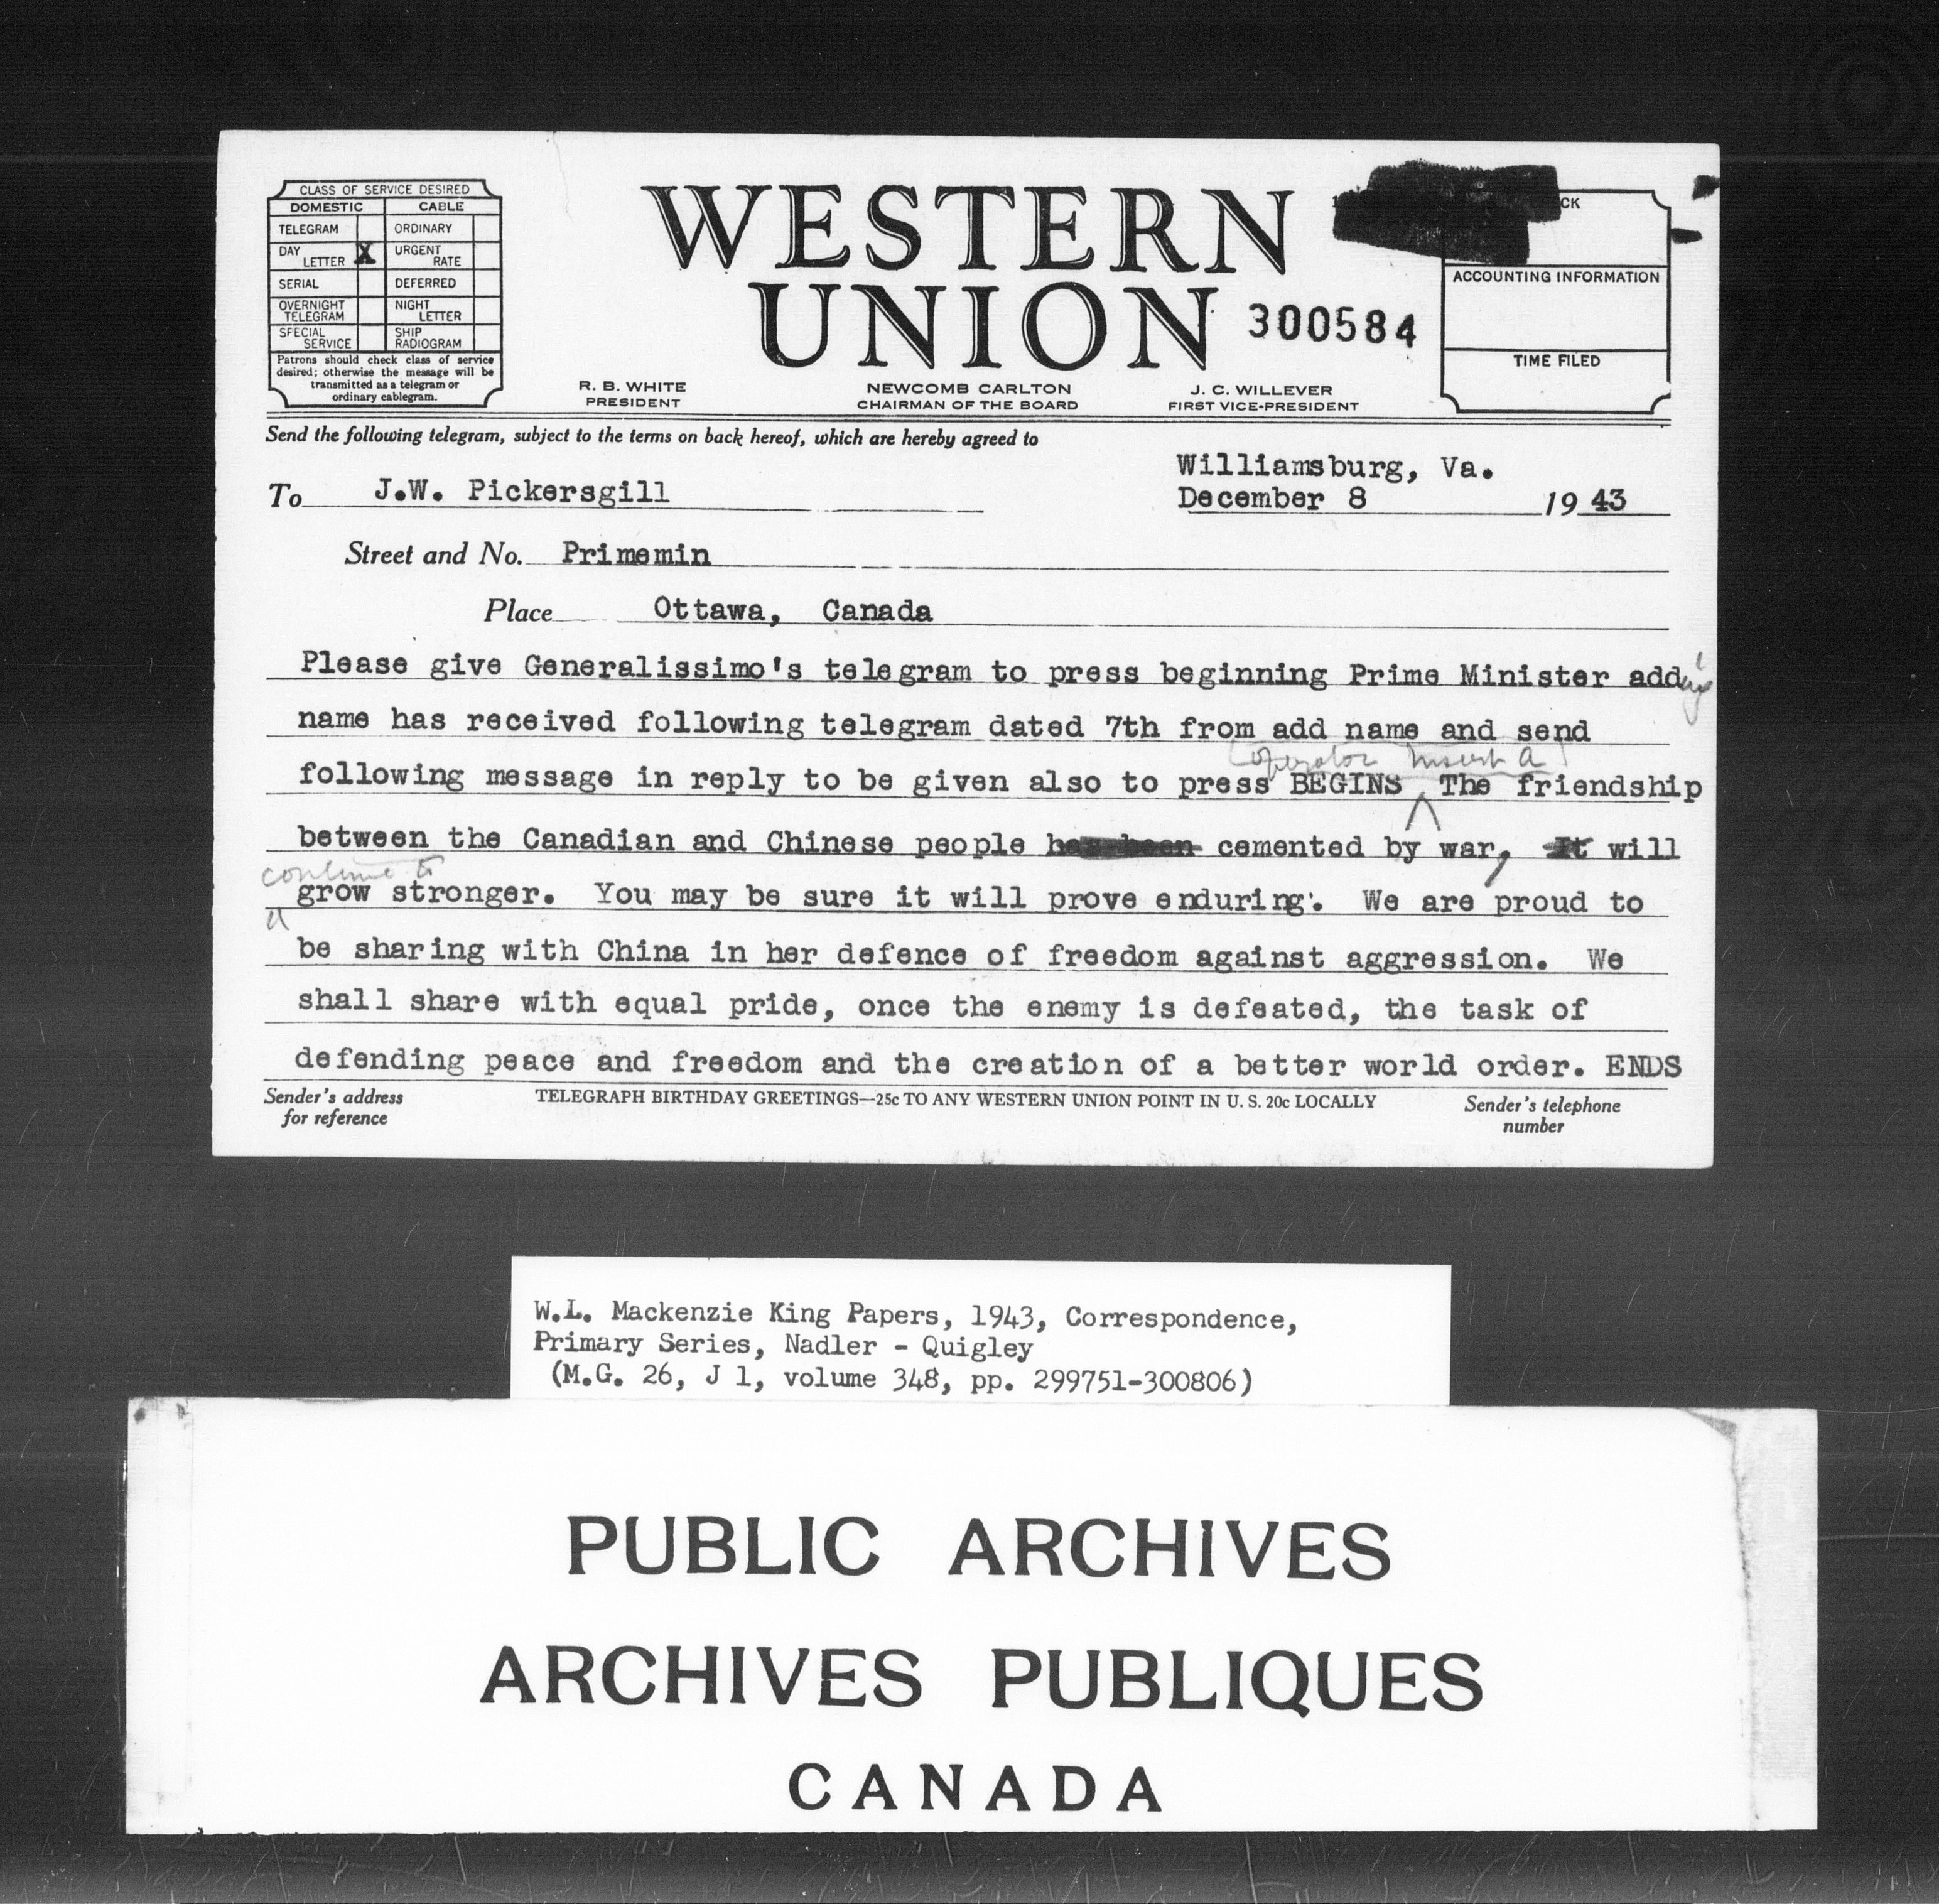 CLASS OF SERVICE DESIRED
DOMESTIC CABLE
TELEGRAM ORDINARY
DAY LETTER X URGENT RATE
SERIAL DEFERRED
OVERNIGHT TELEGRAM NIGHT LETTER
SPECIAL SERVICE SHIP RADIOGRAM
Patrons should check class of service
desired; otherwise the message will be
transmitted as a telegram or
ordinary cablegram.
WESTERN
UNION
300584
R. B. WHITE
PRESIDENT
NEWCOMB CARLTON
CHAIRMAN OF THE BOARD
J. C. WILLEVER
FIRST VICE-PRESIDENT
CK
ACCOUNTING INFORMATION
TIME FILED
Send the following telegram, subject to the terms on back hereof, which are hereby agreed to
Williamsburg, Va.
To J.W. Pickersgill December 8 19 43
Street and No. Primemin
Place Ottawa, Canada
Please give Generalissimo's telegram to press beginning Prime Minister adding
name has received following telegram dated 7th from add name and send
operator insert A
following message in reply to be given also to press BEGINS The friendship
between the Canadian and Chinese people has been cemented by war, It will
continue to
grow stronger. You may be sure it will prove enduring. We are proud to
be sharing with China in her defence of freedom against aggression. We
shall share with equal pride, once the enemy is defeated, the task of
defending peace and freedom and the creation of a better world order. ENDS
Sender's address
for reference
TELEGRAPH BIRTHDAY GREETINGS—25c TO ANY WESTERN UNION POINT IN U. S. 20c LOCALLY
Sender's telephone
number
W.L. Mackenzie King Papers, 1943, Correspondence,
Primary Series, Nadler - Quigley
(M.G. 26, J 1, volume 348, pp. 299751-300806)
PUBLIC ARCHIVES
ARCHIVES PUBLIQUES
CANADA